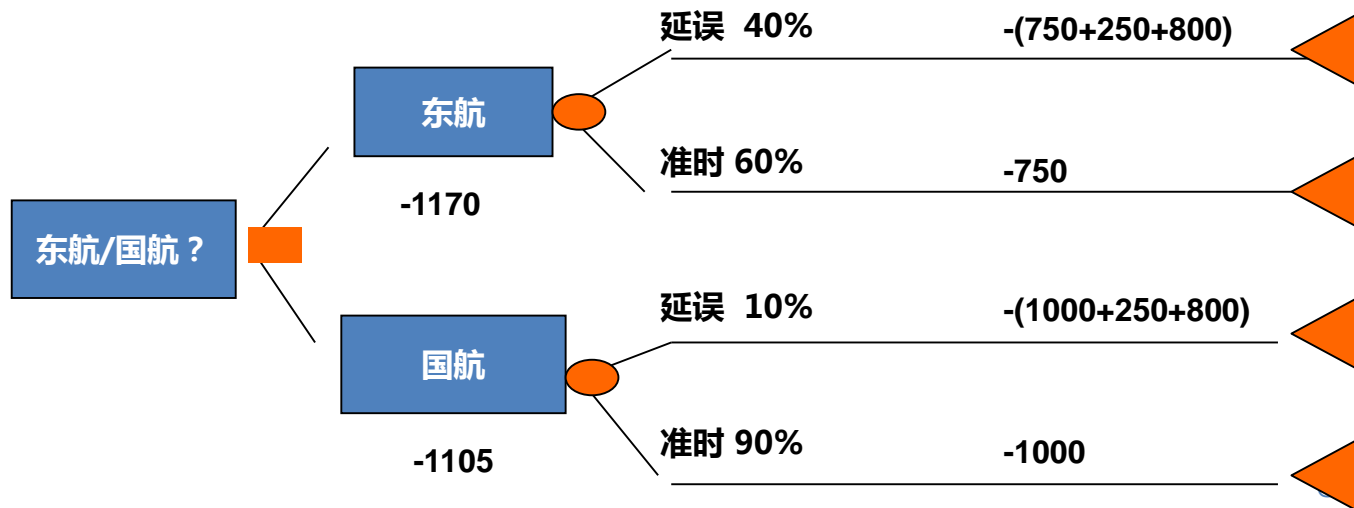 延误 40%
-(750+250+800)
东航
准时 60%
-750
-1170
东航/国航？
延误 10%
-(1000+250+800)
国航
准时 90%
-1000
-1105